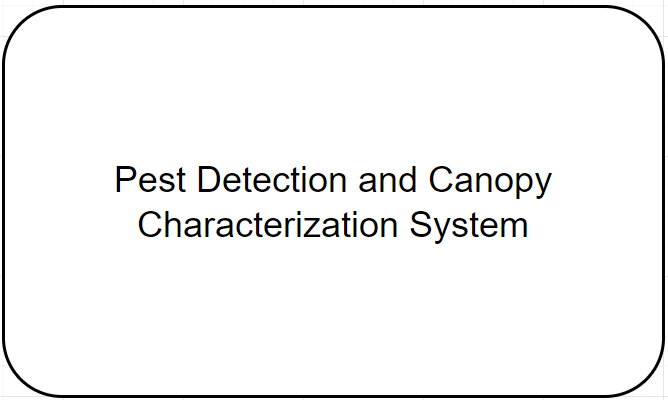 Pest Detection and Canopy
Characterization System